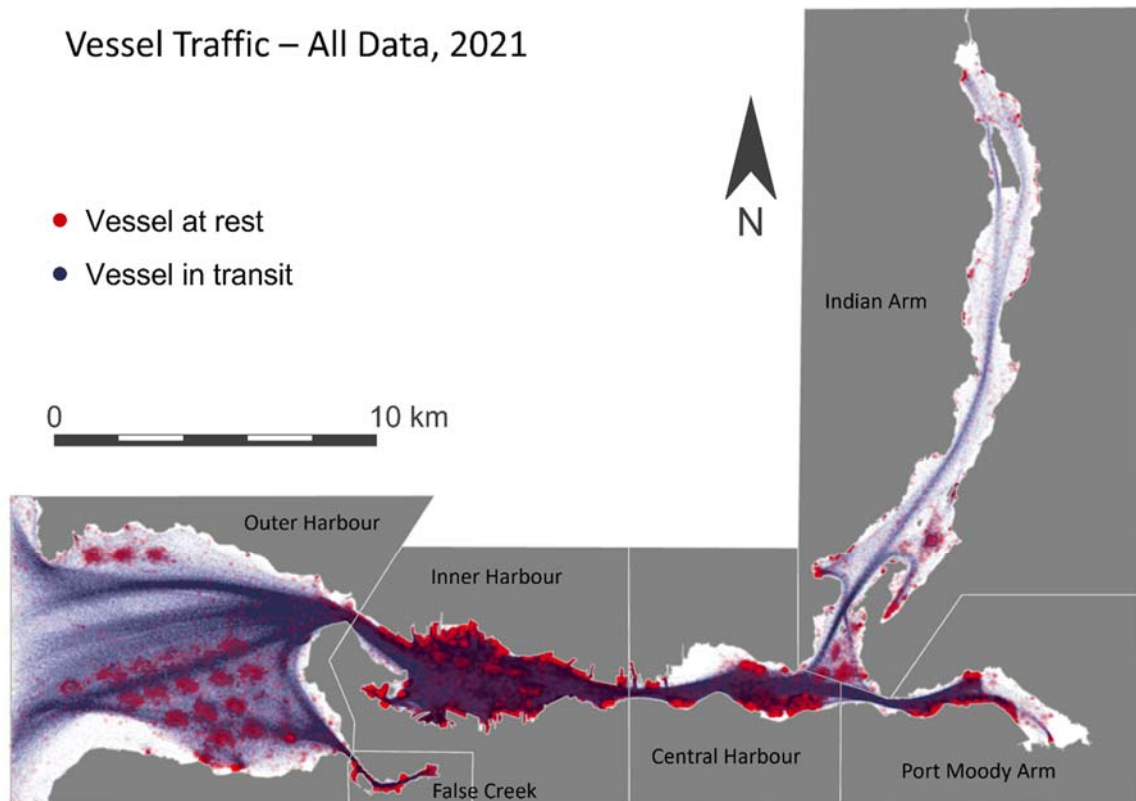 Vessel Traffic – All Data, 2021
N
Vessel at rest
Vessel in transit
Indian Arm
0 10 km
Outer Harbour
Inner Harbour
Central Harbour
Port Moody Arm
False Creek